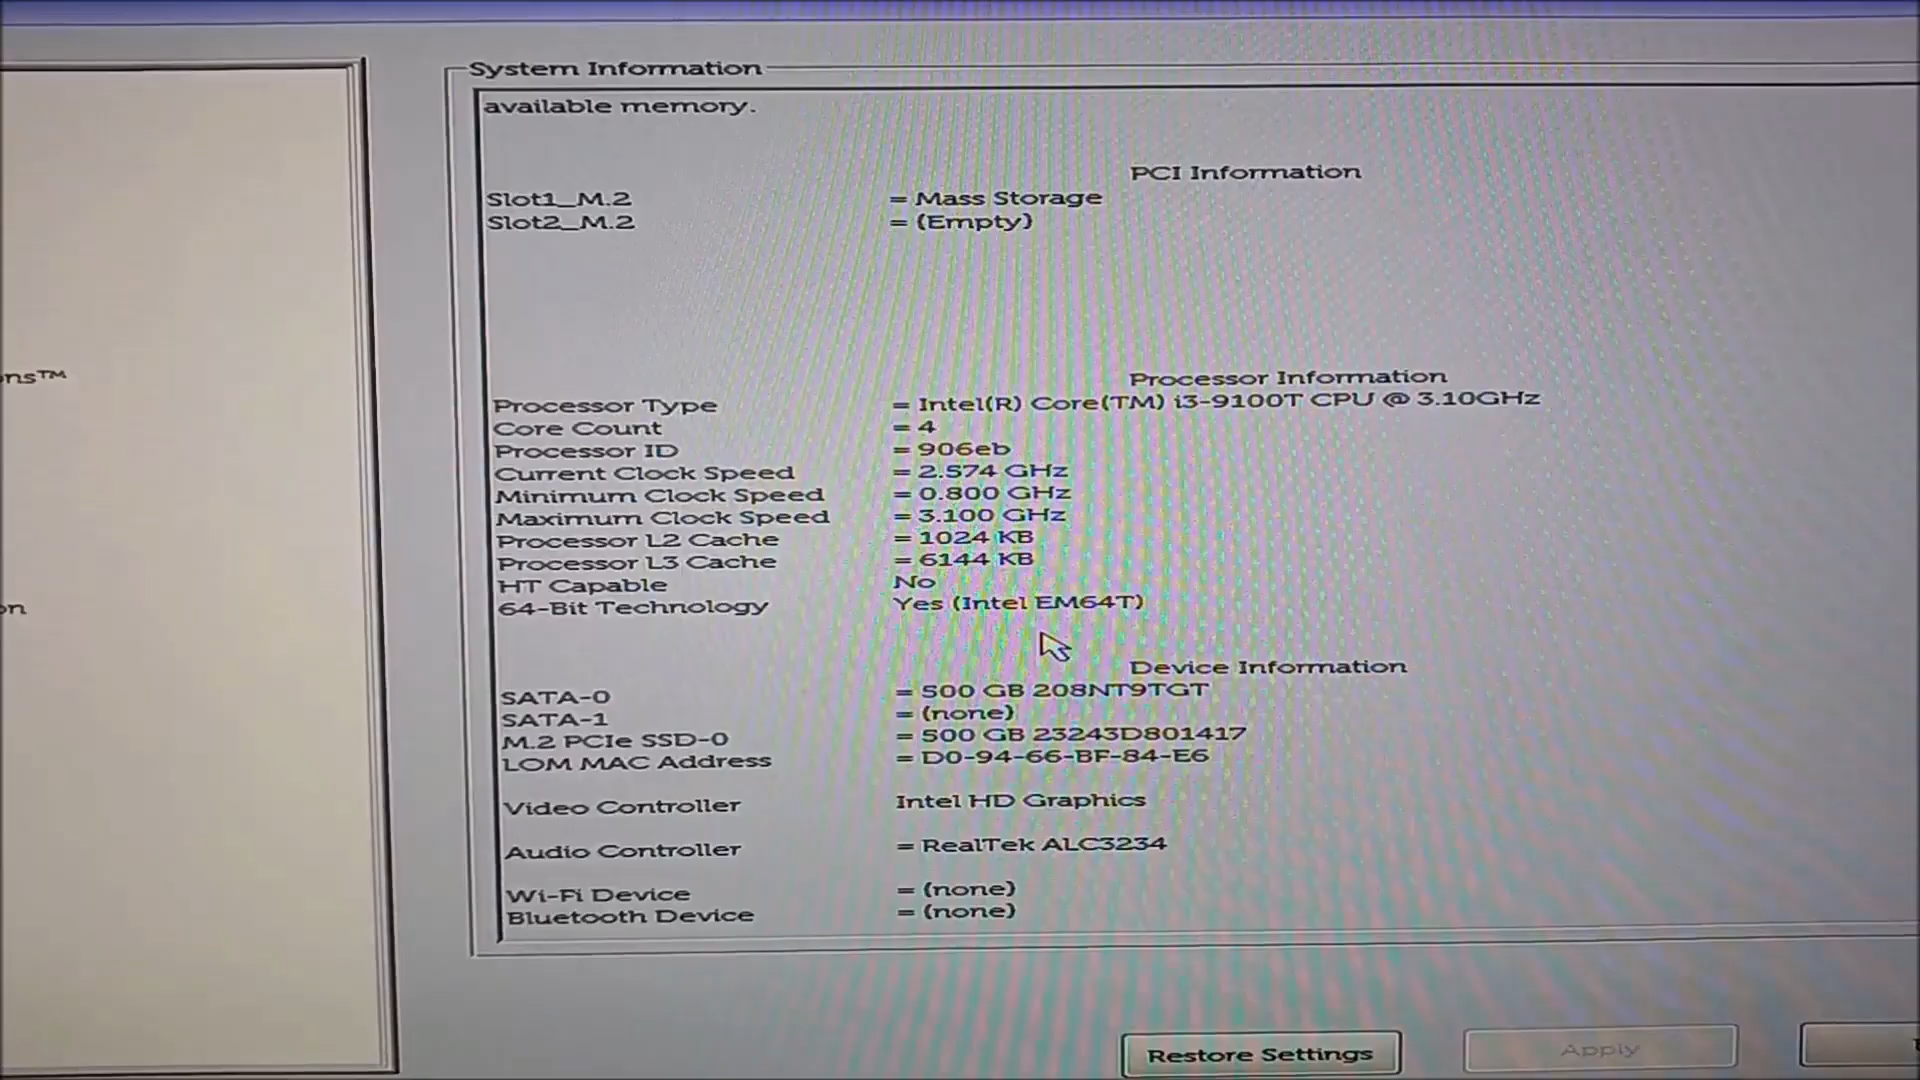 System Information
available memory.
PCI Information
Slot1_M.2 = Mass Storage
Slot2_M.2 = (Empty)
ns™
Processor Information
Processor Type = Intel(R) Core(TM) i3-9100T CPU @ 3.10GHz
Core Count = 4
Processor ID = 906eb
Current Clock Speed = 2.574 GHz
Minimum Clock Speed = 0.800 GHz
Maximum Clock Speed = 3.100 GHz
Processor L2 Cache = 1024 KB
Processor L3 Cache = 6144 KB
HT Capable No
on
64-Bit Technology Yes (Intel EM64T)
Device Information
SATA-0 = 500 GB 208NT9TGT
SATA-1 = (none)
M.2 PCIe SSD-0 = 500 GB 23243D801417
LOM MAC Address = D0-94-66-BF-84-E6
Video Controller Intel HD Graphics
Audio Controller = RealTek ALC3234
Wi-Fi Device = (none)
Bluetooth Device = (none)
Restore Settings Apply